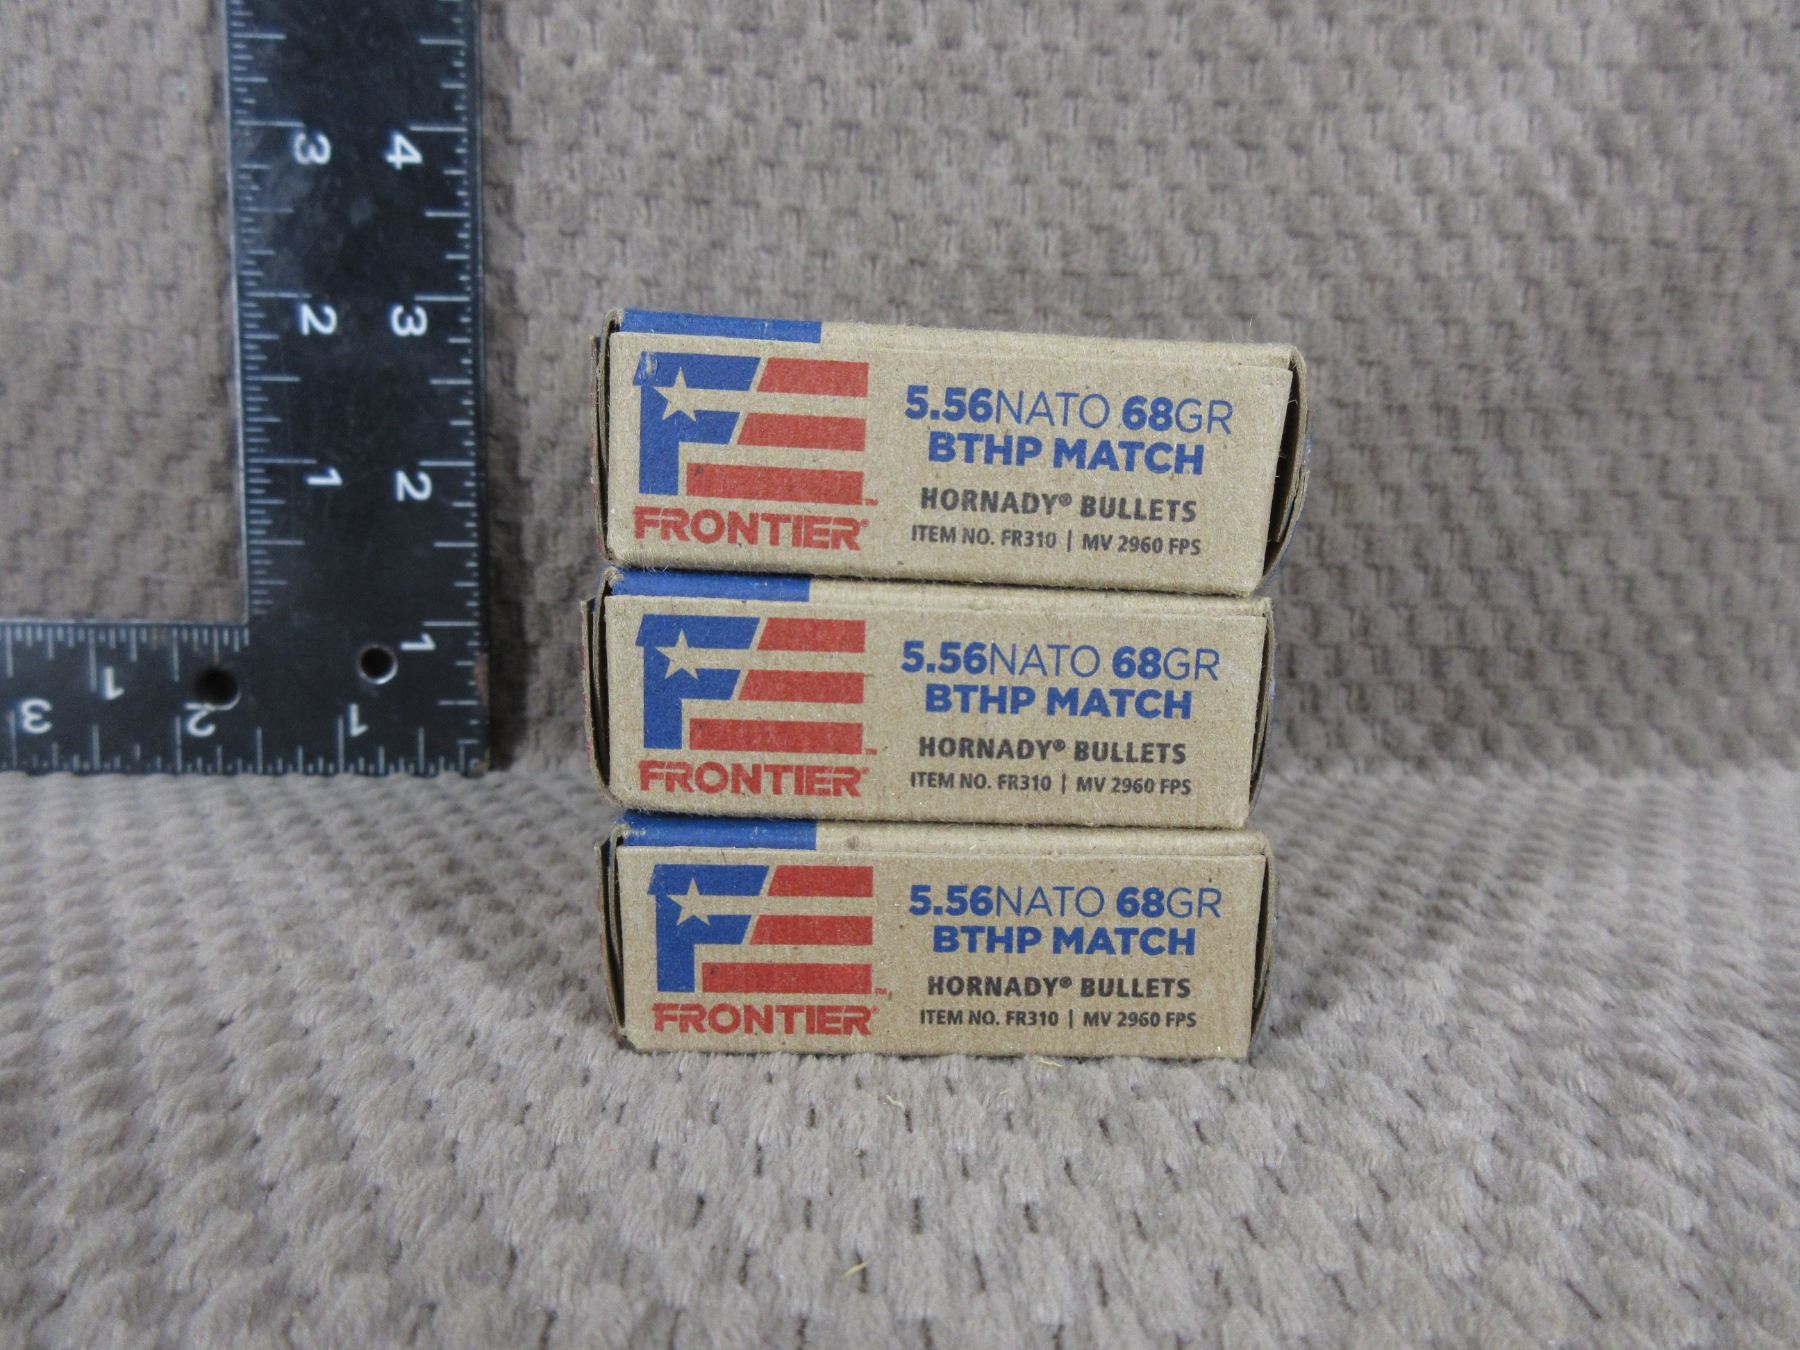 3 4
2 3
1 2
1
1
3 2 1
5.56NATO 68GR
BTHP MATCH
HORNADY® BULLETS
ITEM NO. FR310 | MV 2960 FPS
FRONTIER®
5.56NATO 68GR
BTHP MATCH
HORNADY® BULLETS
ITEM NO. FR310 | MV 2960 FPS
FRONTIER®
5.56NATO 68GR
BTHP MATCH
HORNADY® BULLETS
ITEM NO. FR310 | MV 2960 FPS
FRONTIER®